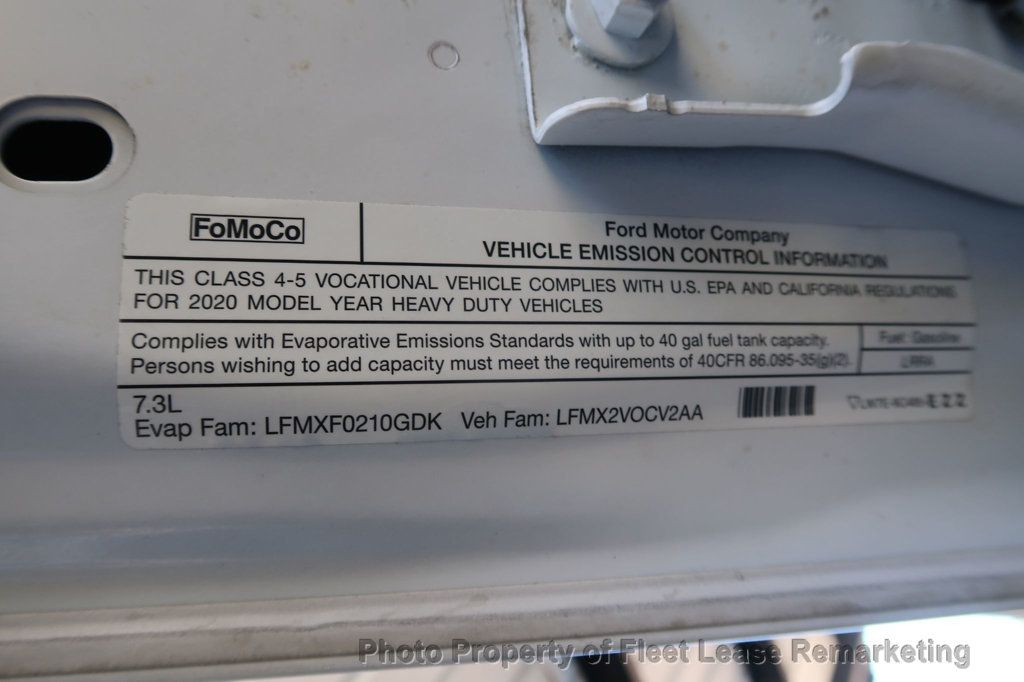 FoMoCo
Ford Motor Company
VEHICLE EMISSION CONTROL INFORMATION
THIS CLASS 4-5 VOCATIONAL VEHICLE COMPLIES WITH U.S. EPA AND CALIFORNIA REGULATIONS
FOR 2020 MODEL YEAR HEAVY DUTY VEHICLES
Complies with Evaporative Emissions Standards with up to 40 gal fuel tank capacity.
Persons wishing to add capacity must meet the requirements of 40CFR 86.095-35(g)(2).
Fuel: Gasoline
7.3L
Evap Fam: LFMXF0210GDK Veh Fam: LFMX2VOCV2AA
Photo Property of Fleet Lease Remarketing